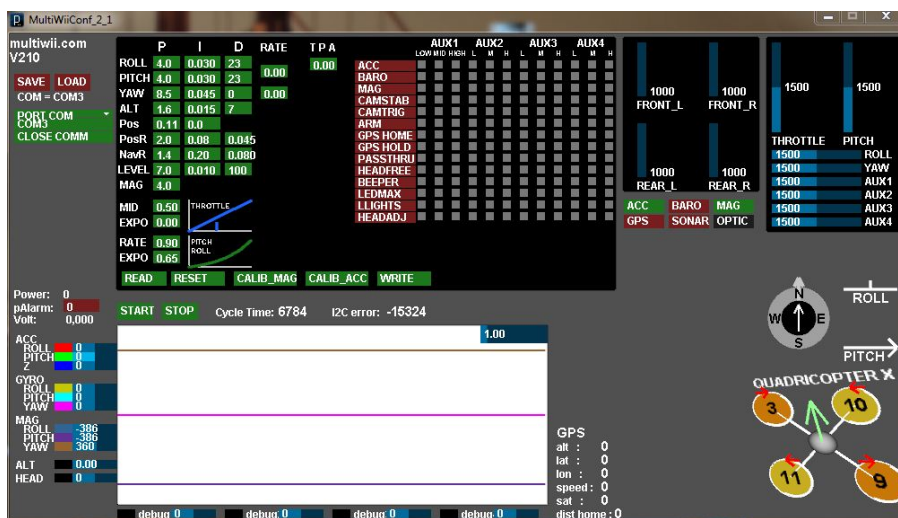 MultiWiiConf_2_1
multiwii.com
V210
SAVE LOAD
COM = COM3
PORT COM
COM3
CLOSE COMM
P I D RATE T P A
ROLL 4.0 0.030 23
PITCH 4.0 0.030 23
0.00 0.00
YAW 8.5 0.045 0 0.00
ALT 1.6 0.015 7
Pos 0.11 0.0
PosR 2.0 0.08 0.045
NavR 1.4 0.20 0.080
LEVEL 7.0 0.010 100
MAG 4.0
MID 0.50
EXPO 0.00
THROTTLE
RATE 0.90
EXPO 0.65
PITCH
ROLL
READ RESET CALIB_MAG CALIB_ACC WRITE
AUX1 AUX2 AUX3 AUX4
LOW MID HIGH L M H L M H L M H
ACC
BARO
MAG
CAMSTAB
CAMTRIG
ARM
GPS HOME
GPS HOLD
PASSTHRU
HEADFREE
BEEPER
LEDMAX
LLIGHTS
HEADADJ
1000 1000
FRONT_L FRONT_R
1000 1000
REAR_L REAR_R
ACC BARO MAG
GPS SONAR OPTIC
1500 1500
THROTTLE PITCH
1500 ROLL
1500 YAW
1500 AUX1
1500 AUX2
1500 AUX3
1500 AUX4
Power: 0
pAlarm: 0
Volt: 0,000
START STOP Cycle Time: 6784 I2C error: -15324
1.00
ACC
ROLL 0
PITCH 0
Z 0
GYRO
ROLL 0
PITCH 0
YAW 0
MAG
ROLL -386
PITCH -386
YAW 360
ALT 0.00
HEAD 0
debug 0 debug 0 debug 0 debug 0
GPS
alt : 0
lat : 0
lon : 0
speed : 0
sat : 0
dist home : 0
N
W E
S
ROLL
PITCH
QUADRICOPTER X
3 10
11 9